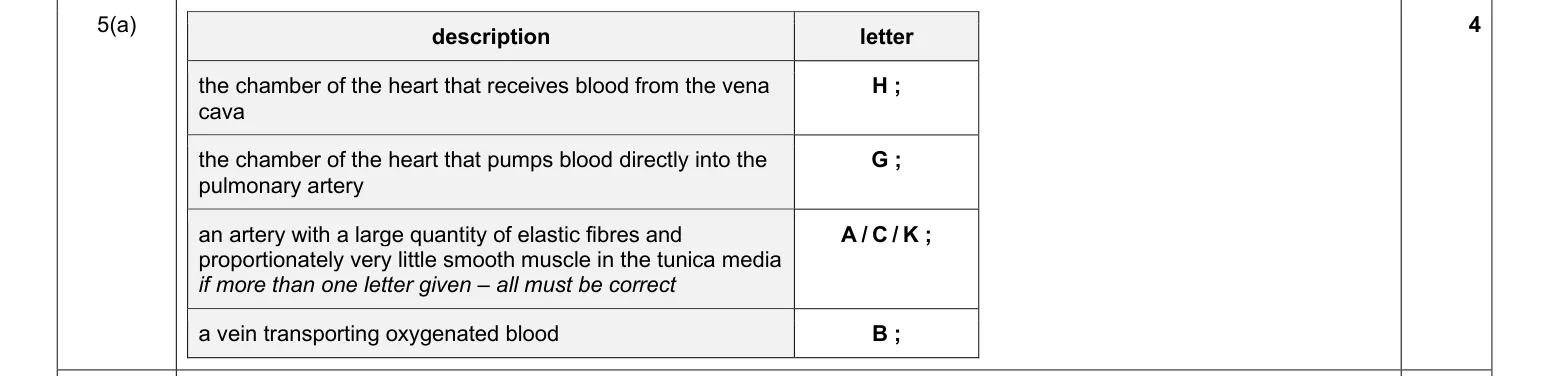 5(a)
description
letter
4
the chamber of the heart that receives blood from the vena
cava
H ;
the chamber of the heart that pumps blood directly into the
pulmonary artery
G ;
an artery with a large quantity of elastic fibres and
proportionately very little smooth muscle in the tunica media
if more than one letter given – all must be correct
A / C / K ;
a vein transporting oxygenated blood
B ;